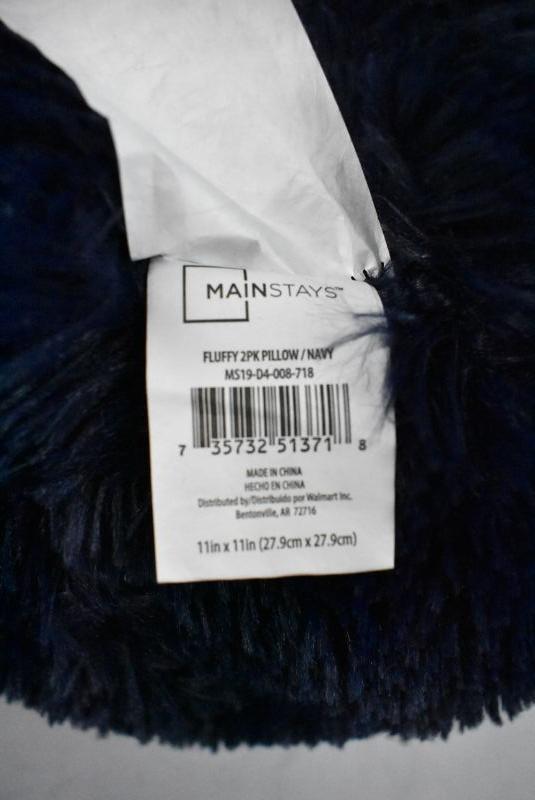 MAINSTAYS™
FLUFFY 2PK PILLOW / NAVY
MS19-D4-008-718
7 35732 51371 8
MADE IN CHINA
HECHO EN CHINA
Distributed by/Distribuido por Walmart Inc.
Bentonville, AR 72716
11in x 11in (27.9cm x 27.9cm)